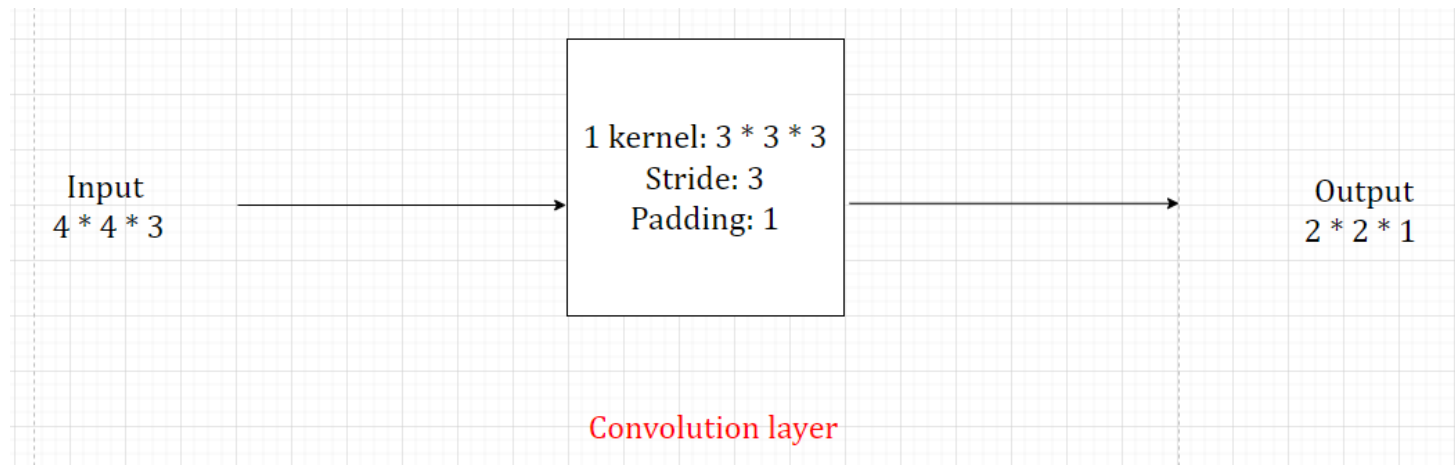 Input
4 * 4 * 3
1 kernel: 3 * 3 * 3
Stride: 3
Padding: 1
Output
2 * 2 * 1
Convolution layer